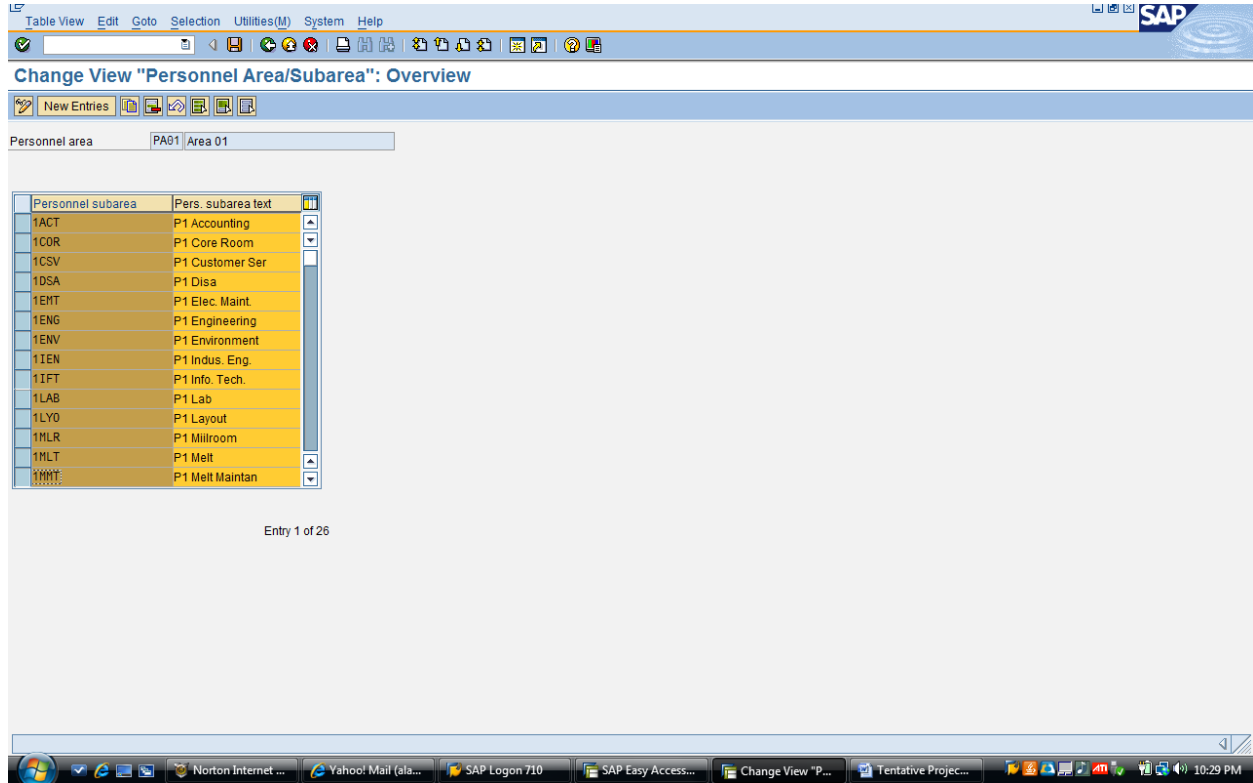 Table View Edit Goto Selection Utilities(M) System Help
SAP
Change View "Personnel Area/Subarea": Overview
New Entries
Personnel area PA01 Area 01
Personnel subarea Pers. subarea text
1ACT P1 Accounting
1COR P1 Core Room
1CSV P1 Customer Ser
1DSA P1 Disa
1EMT P1 Elec. Maint.
1ENG P1 Engineering
1ENV P1 Environment
1IEN P1 Indus. Eng.
1IFT P1 Info. Tech.
1LAB P1 Lab
1LYO P1 Layout
1MLR P1 Miilroom
1MLT P1 Melt
1MMT P1 Melt Maintan
Entry 1 of 26
Norton Internet ... Yahoo! Mail (ala... SAP Logon 710 SAP Easy Access... Change View "P... Tentative Projec... ATI 10:29 PM